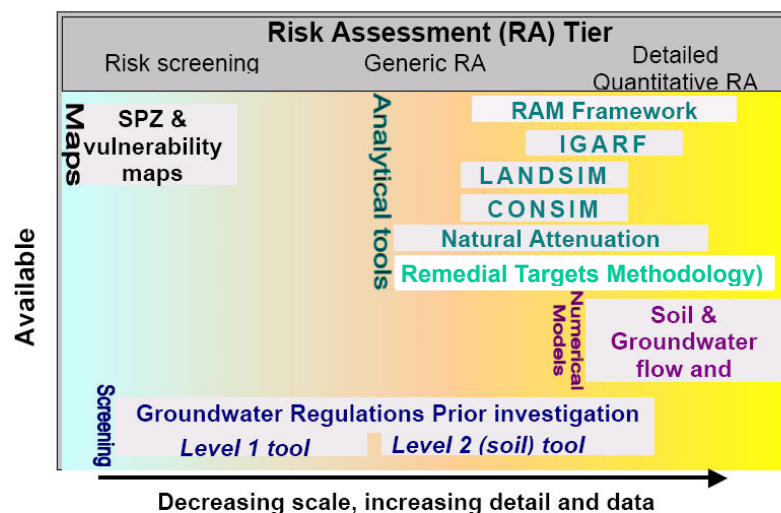 Risk Assessment (RA) Tier
Risk screening
Generic RA
Detailed
Quantitative RA
Maps
SPZ &
vulnerability
maps
Analytical tools
RAM Framework
IGARF
LANDSIM
CONSIM
Natural Attenuation
Remedial Targets Methodology)
Numerical
Models
Soil &
Groundwater
flow and
Screening
Groundwater Regulations Prior investigation
Level 1 tool
Level 2 (soil) tool
Available
Decreasing scale, increasing detail and data